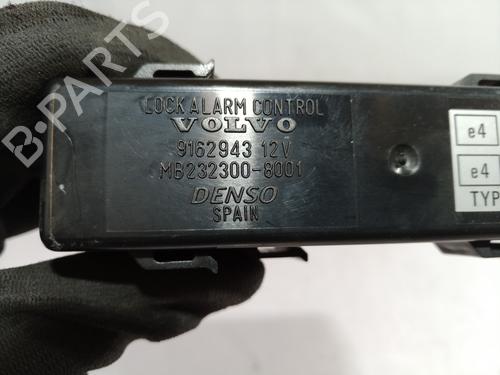 LOCK ALARM CONTROL
VOLVO
9162943 12V
MB232300-8001
DENSO
SPAIN
e4
e4
TYP
B-PARTS